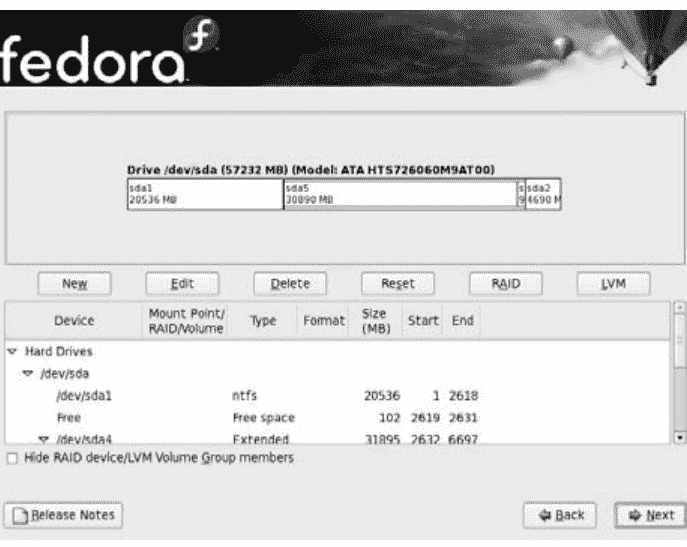 fedora
Drive /dev/sda (57232 MB) (Model: ATA HTS726060M9AT00)
sda1
20536 MB
sda5
30890 MB
s
9
sda2
4690 M
New Edit Delete Reset RAID LVM
Device Mount Point/ RAID/Volume Type Format Size (MB) Start End
Hard Drives
/dev/sda
/dev/sda1 ntfs 20536 1 2618
Free Free space 102 2619 2631
/dev/sda4 Extended 31895 2632 6697
Hide RAID device/LVM Volume Group members
Release Notes Back Next